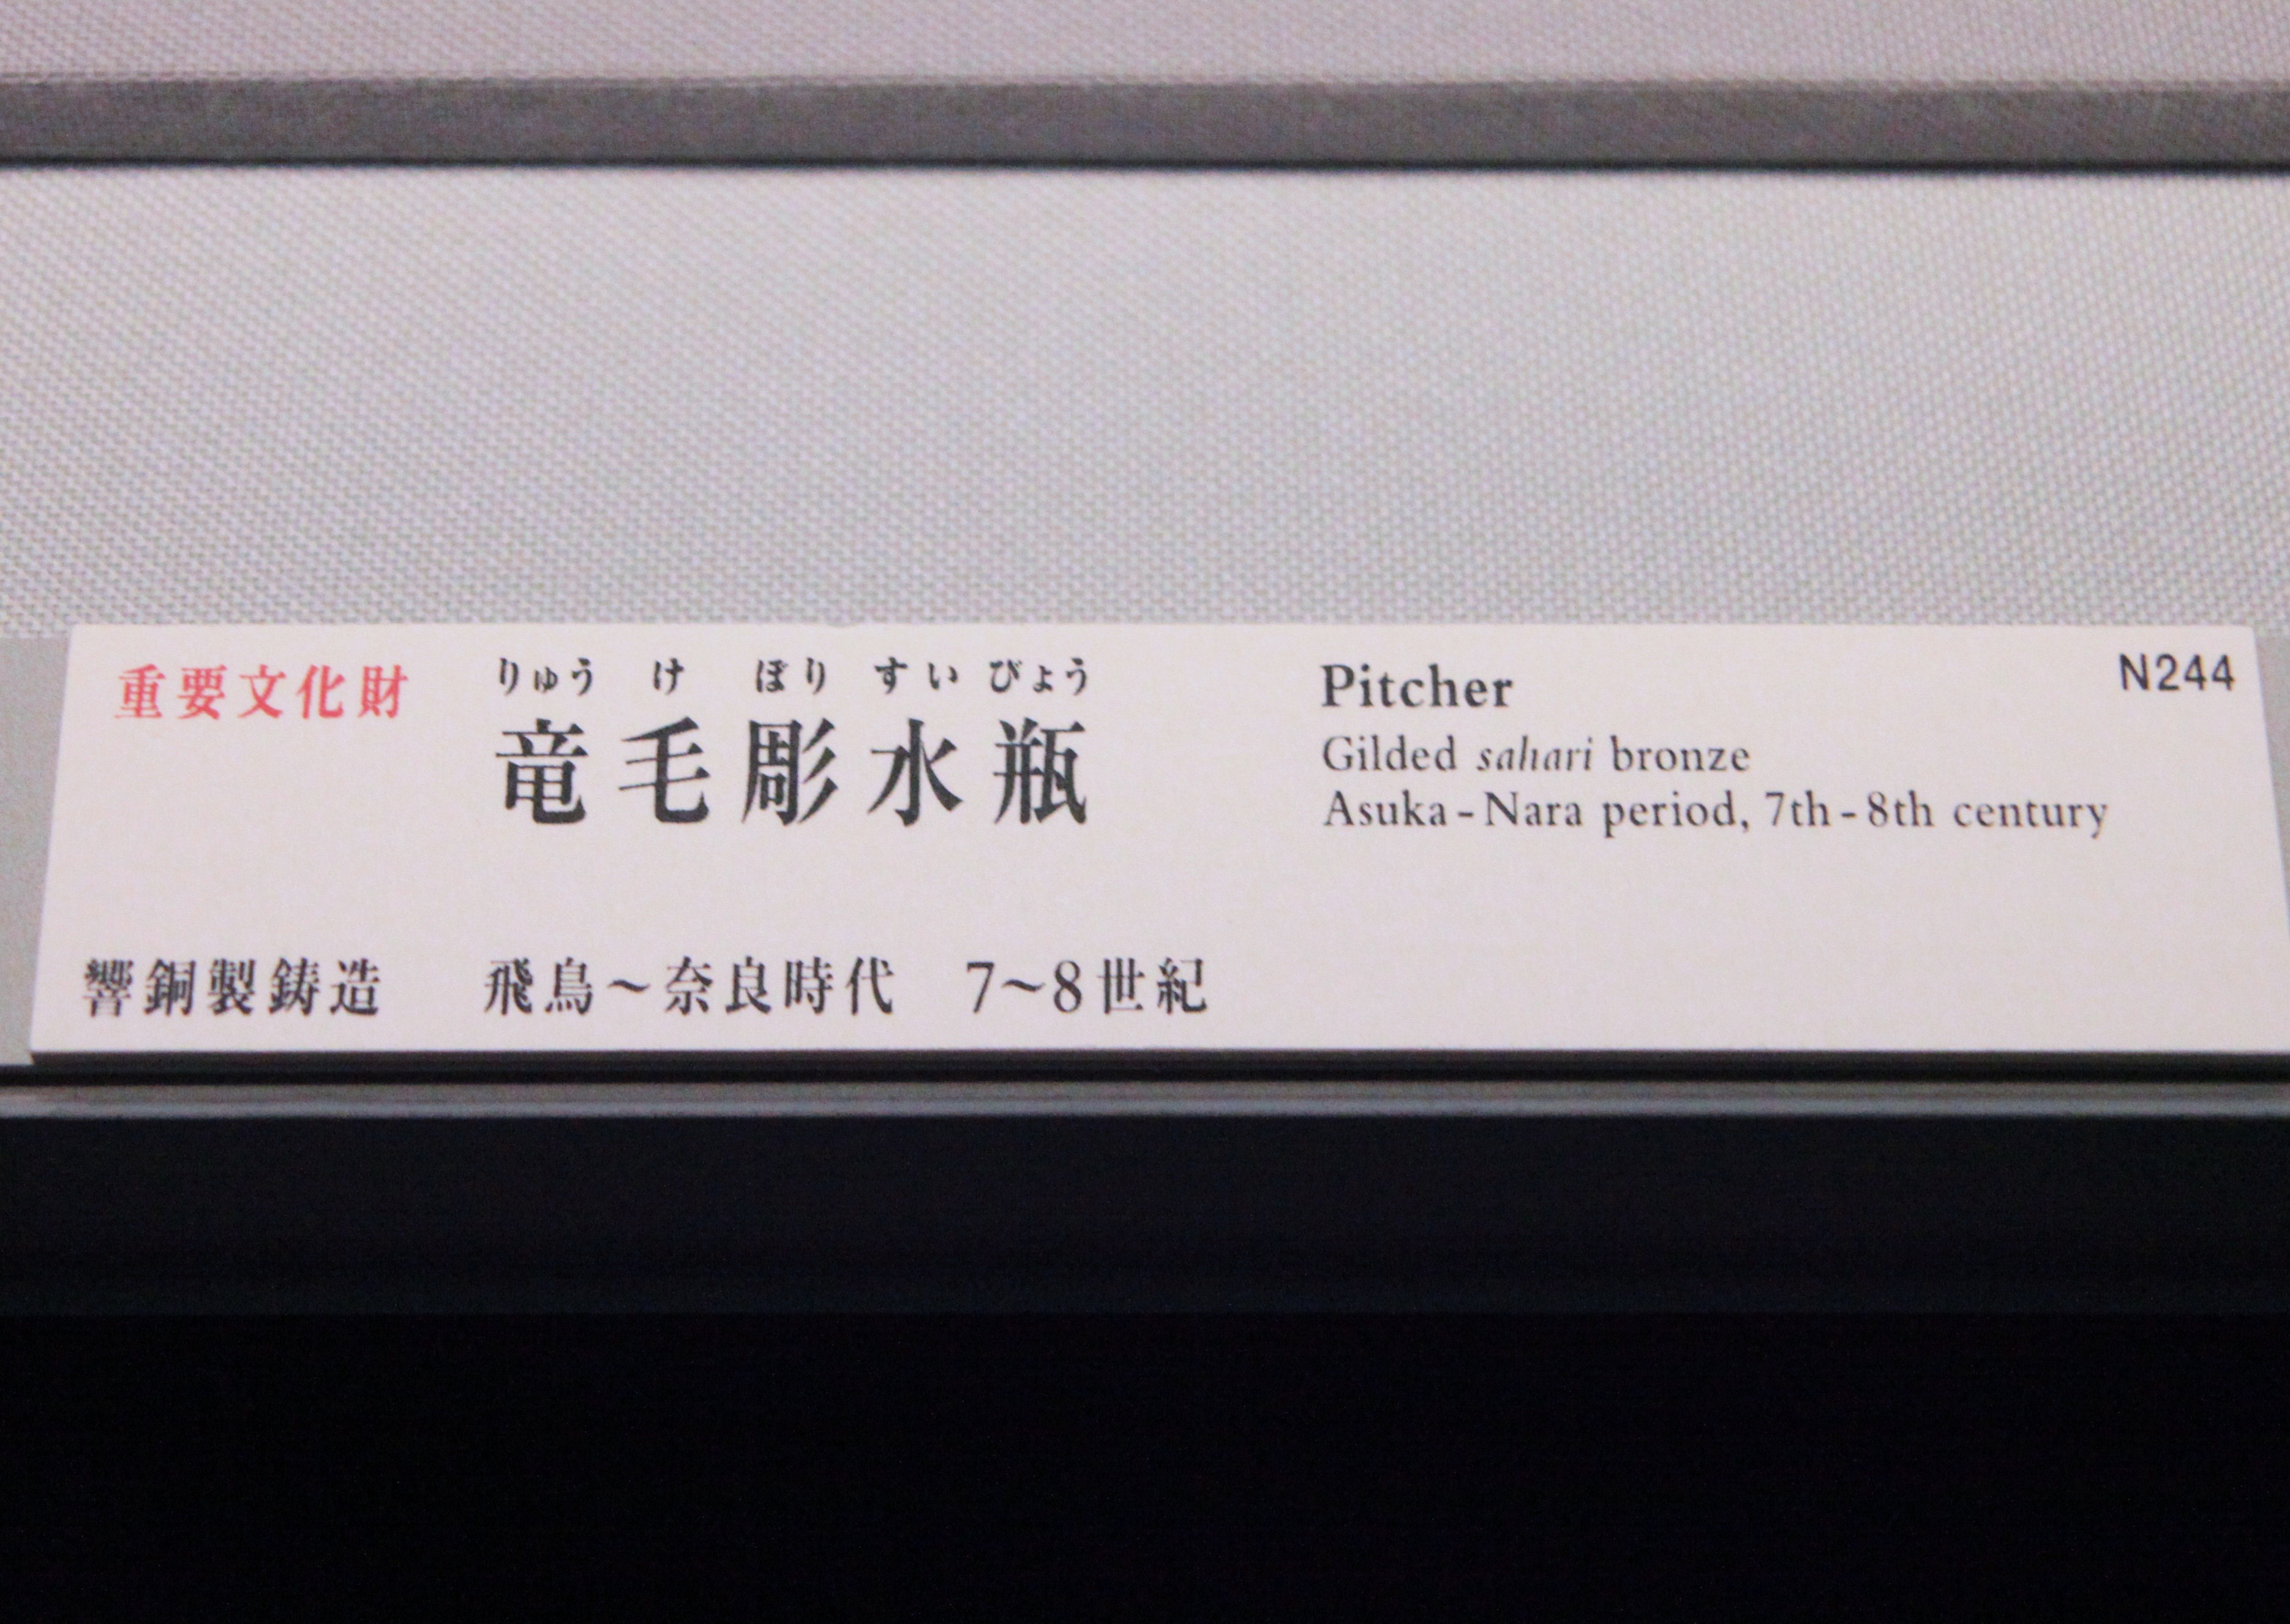 重要文化財
りゅう け ぼり すい びょう
竜毛彫水瓶
響銅製鋳造 飛鳥〜奈良時代 7〜8世紀
N244
Pitcher
Gilded sahari bronze
Asuka-Nara period, 7th-8th century